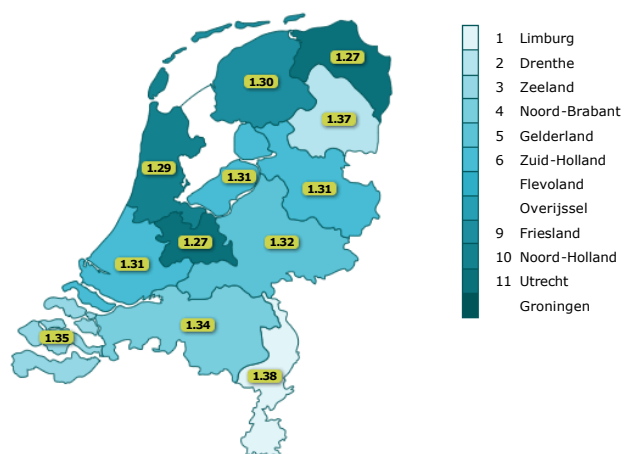 1.27
1.30
1.37
1.29
1.31
1.31
1.27
1.32
1.31
1.34
1.35
1.38
1 Limburg
2 Drenthe
3 Zeeland
4 Noord-Brabant
5 Gelderland
6 Zuid-Holland
Flevoland
Overijssel
9 Friesland
10 Noord-Holland
11 Utrecht
Groningen